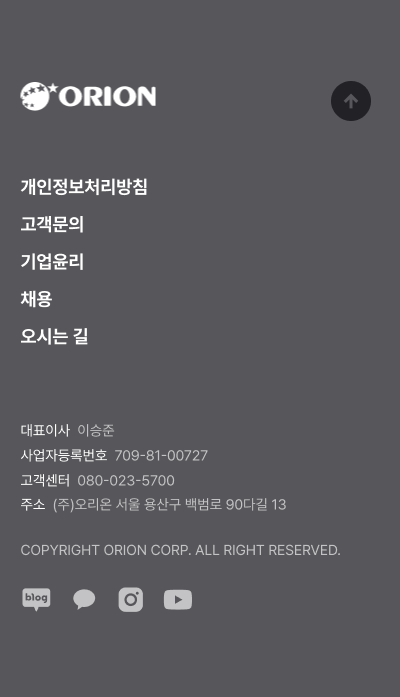 ORION
개인정보처리방침
고객문의
기업윤리
채용
오시는 길
대표이사 이승준
사업자등록번호 709-81-00727
고객센터 080-023-5700
주소 (주)오리온 서울 용산구 백범로 90다길 13
COPYRIGHT ORION CORP. ALL RIGHT RESERVED.
blog